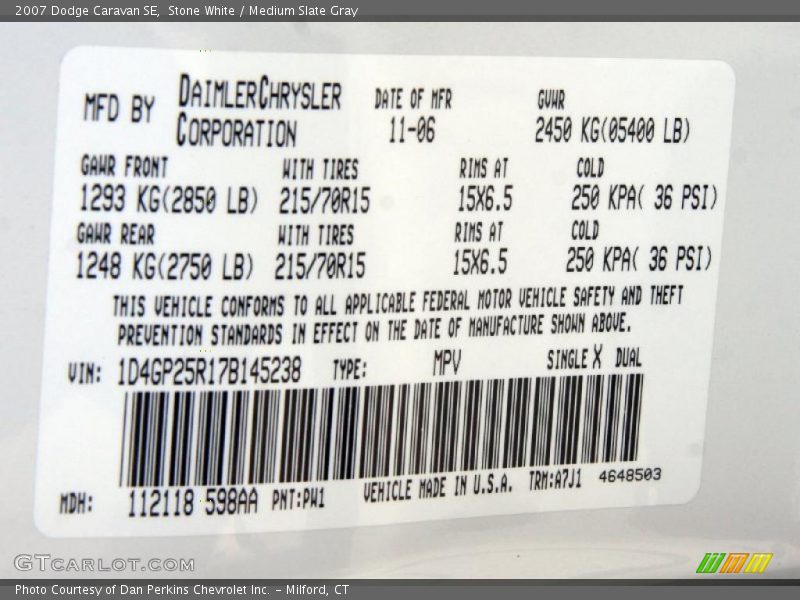 2007 Dodge Caravan SE,  Stone White / Medium Slate Gray
MFD BY DAIMLERCHRYSLER CORPORATION DATE OF MFR 11-06 GVWR 2450 KG(05400 LB)
GAWR FRONT WITH TIRES RIMS AT COLD
1293 KG(2850 LB) 215/70R15 15X6.5 250 KPA( 36 PSI)
GAWR REAR WITH TIRES RIMS AT COLD
1248 KG(2750 LB) 215/70R15 15X6.5 250 KPA( 36 PSI)
THIS VEHICLE CONFORMS TO ALL APPLICABLE FEDERAL MOTOR VEHICLE SAFETY AND THEFT
PREVENTION STANDARDS IN EFFECT ON THE DATE OF MANUFACTURE SHOWN ABOVE.
VIN: 1D4GP25R17B145238 TYPE: MPV SINGLE X DUAL
MDH: 112118 598AA PNT:PW1 VEHICLE MADE IN U.S.A. TRM:A7J1 4648503
GTCARLOT.COM
Photo Courtesy of Dan Perkins Chevrolet Inc. - Milford, CT